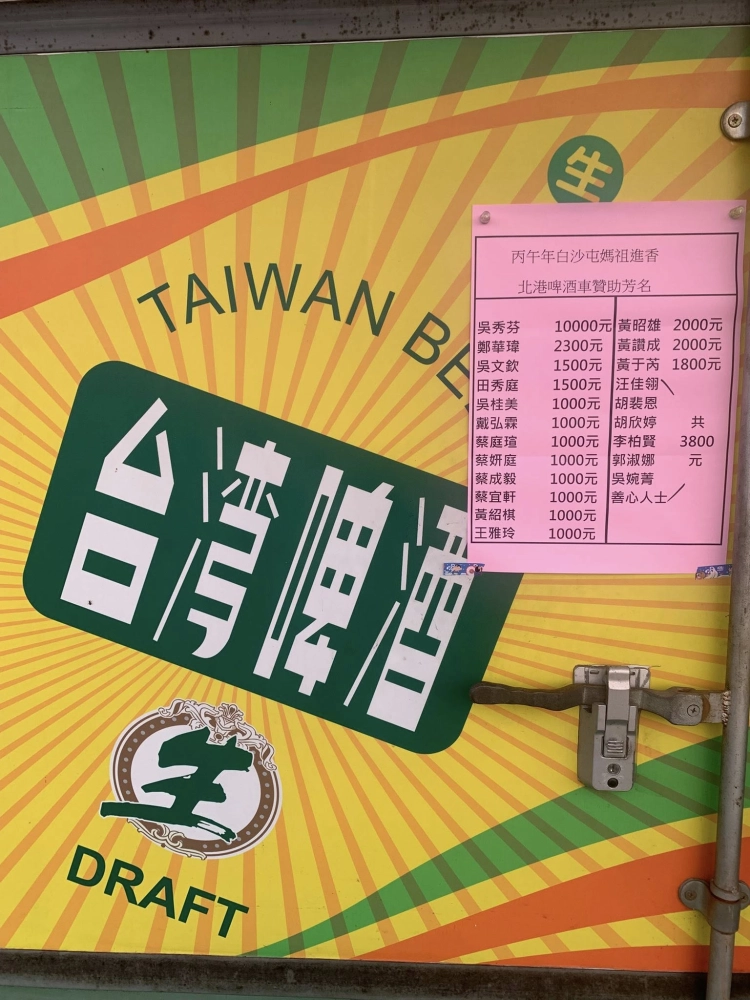 生
TAIWAN BE
台灣啤酒
生
DRAFT
丙午年白沙屯媽祖進香
北港啤酒車贊助芳名
吳秀芬 10000元
鄭華瑋 2300元
吳文欽 1500元
田秀庭 1500元
吳桂美 1000元
戴弘霖 1000元
蔡庭瑄 1000元
蔡妍庭 1000元
蔡成毅 1000元
蔡宜軒 1000元
黃紹棋 1000元
王雅玲 1000元
黃昭雄 2000元
黃讚成 2000元
黃于芮 1800元
汪佳翎
胡裴恩
胡欣婷 共
李柏賢 3800
郭淑娜 元
吳婉菁
善心人士